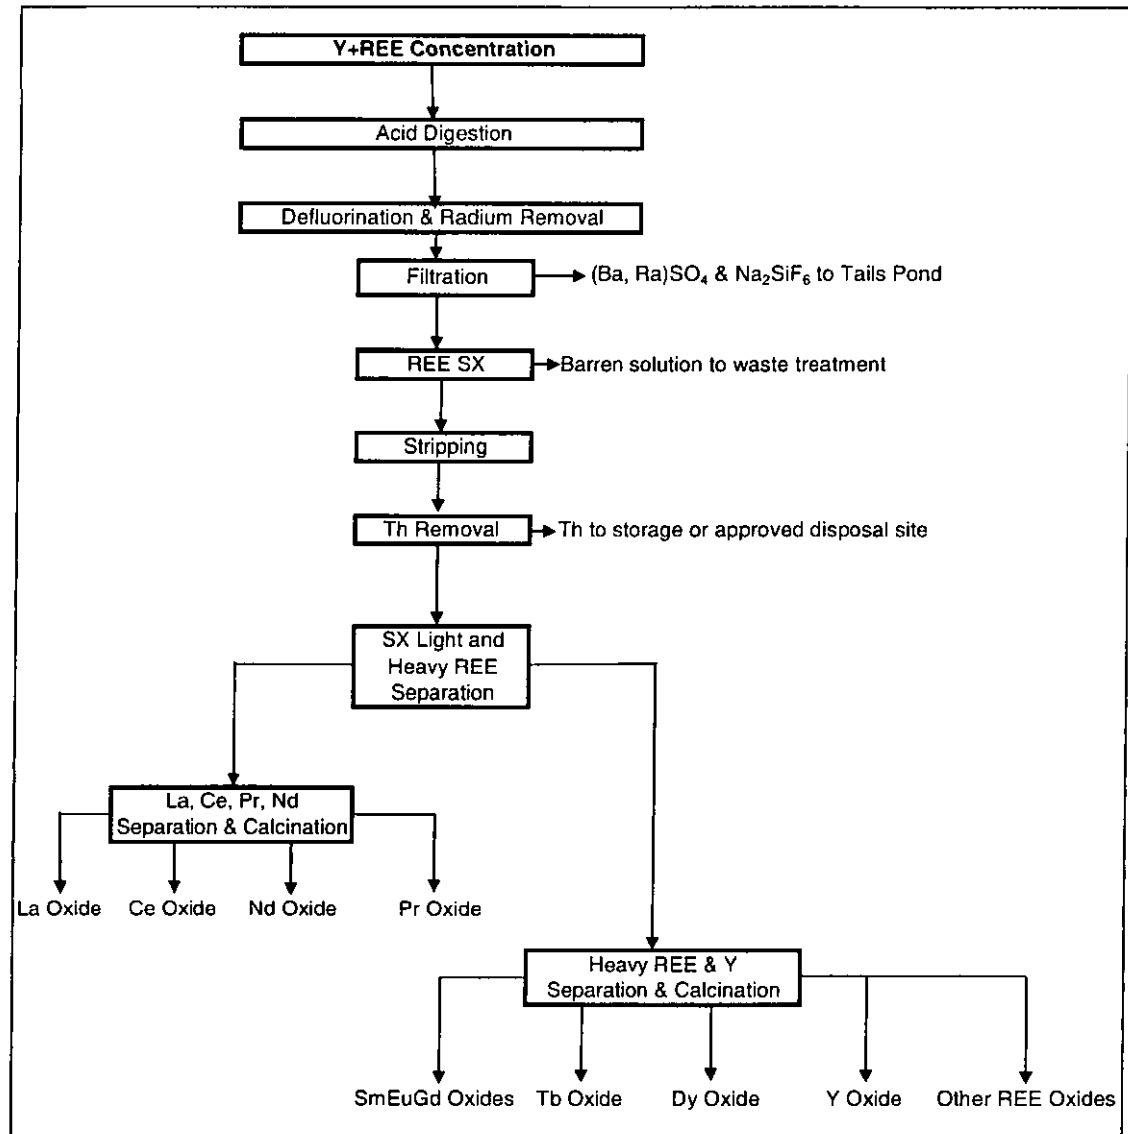 Y+REE Concentration
Acid Digestion
Defluorination & Radium Removal
Filtration
(Ba, Ra)SO₄ & Na₂SiF₆ to Tails Pond
REE SX
Barren solution to waste treatment
Stripping
Th Removal
Th to storage or approved disposal site
SX Light and
Heavy REE
Separation
La, Ce, Pr, Nd
Separation & Calcination
La Oxide
Ce Oxide
Nd Oxide
Pr Oxide
Heavy REE & Y
Separation & Calcination
SmEuGd Oxides
Tb Oxide
Dy Oxide
Y Oxide
Other REE Oxides